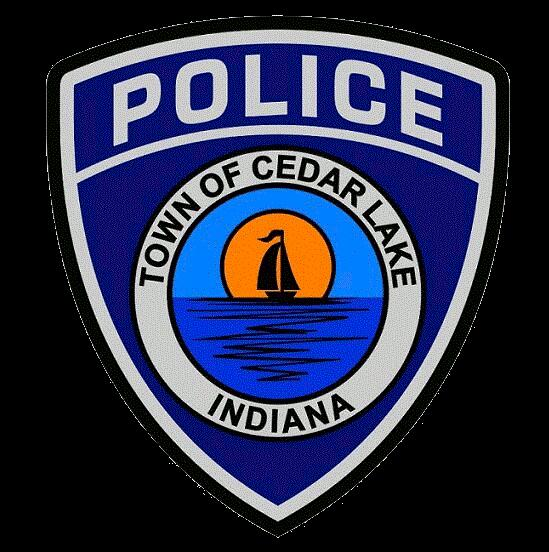 POLICE
TOWN OF CEDAR LAKE
INDIANA